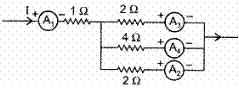 I + A₁ − 1 Ω 2 Ω + A₃ −
4 Ω + A₄ −
2 Ω + A₂ −